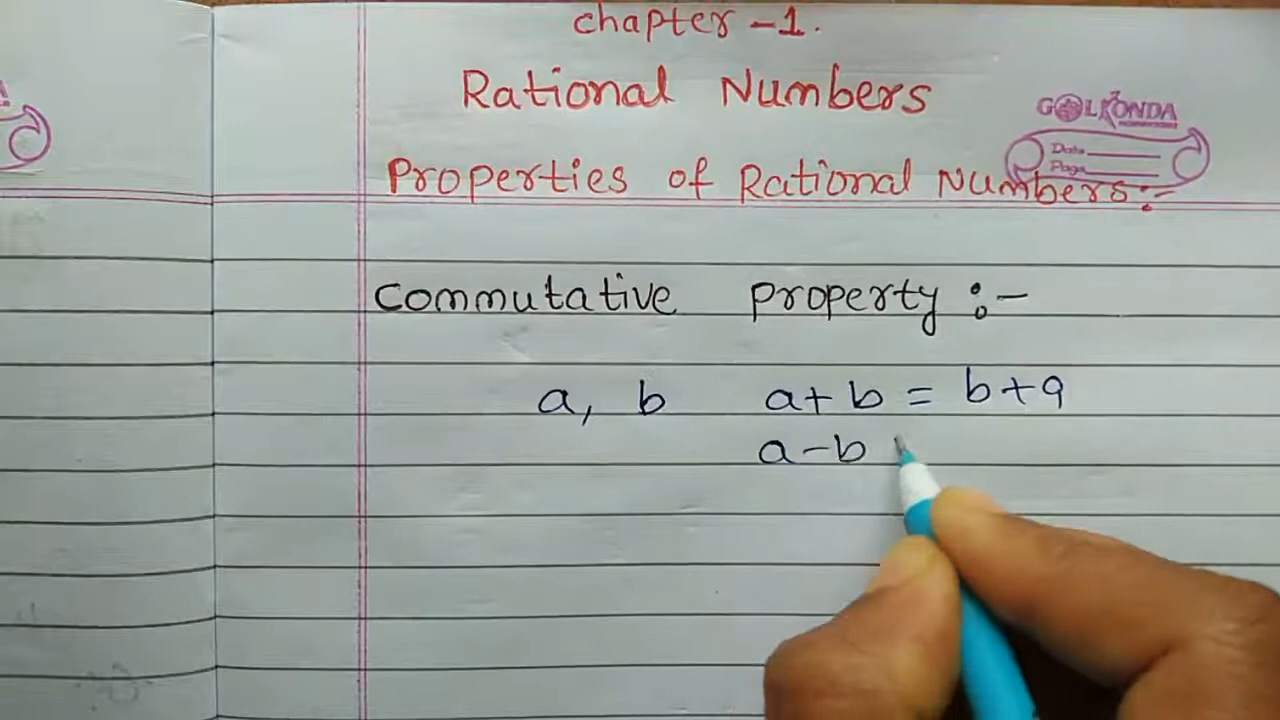 chapter -1.
Rational Numbers
GOLKONDA
Date
Page
Properties of Rational Numbers:-
commutative property :-
a, b a+b = b+a
a-b